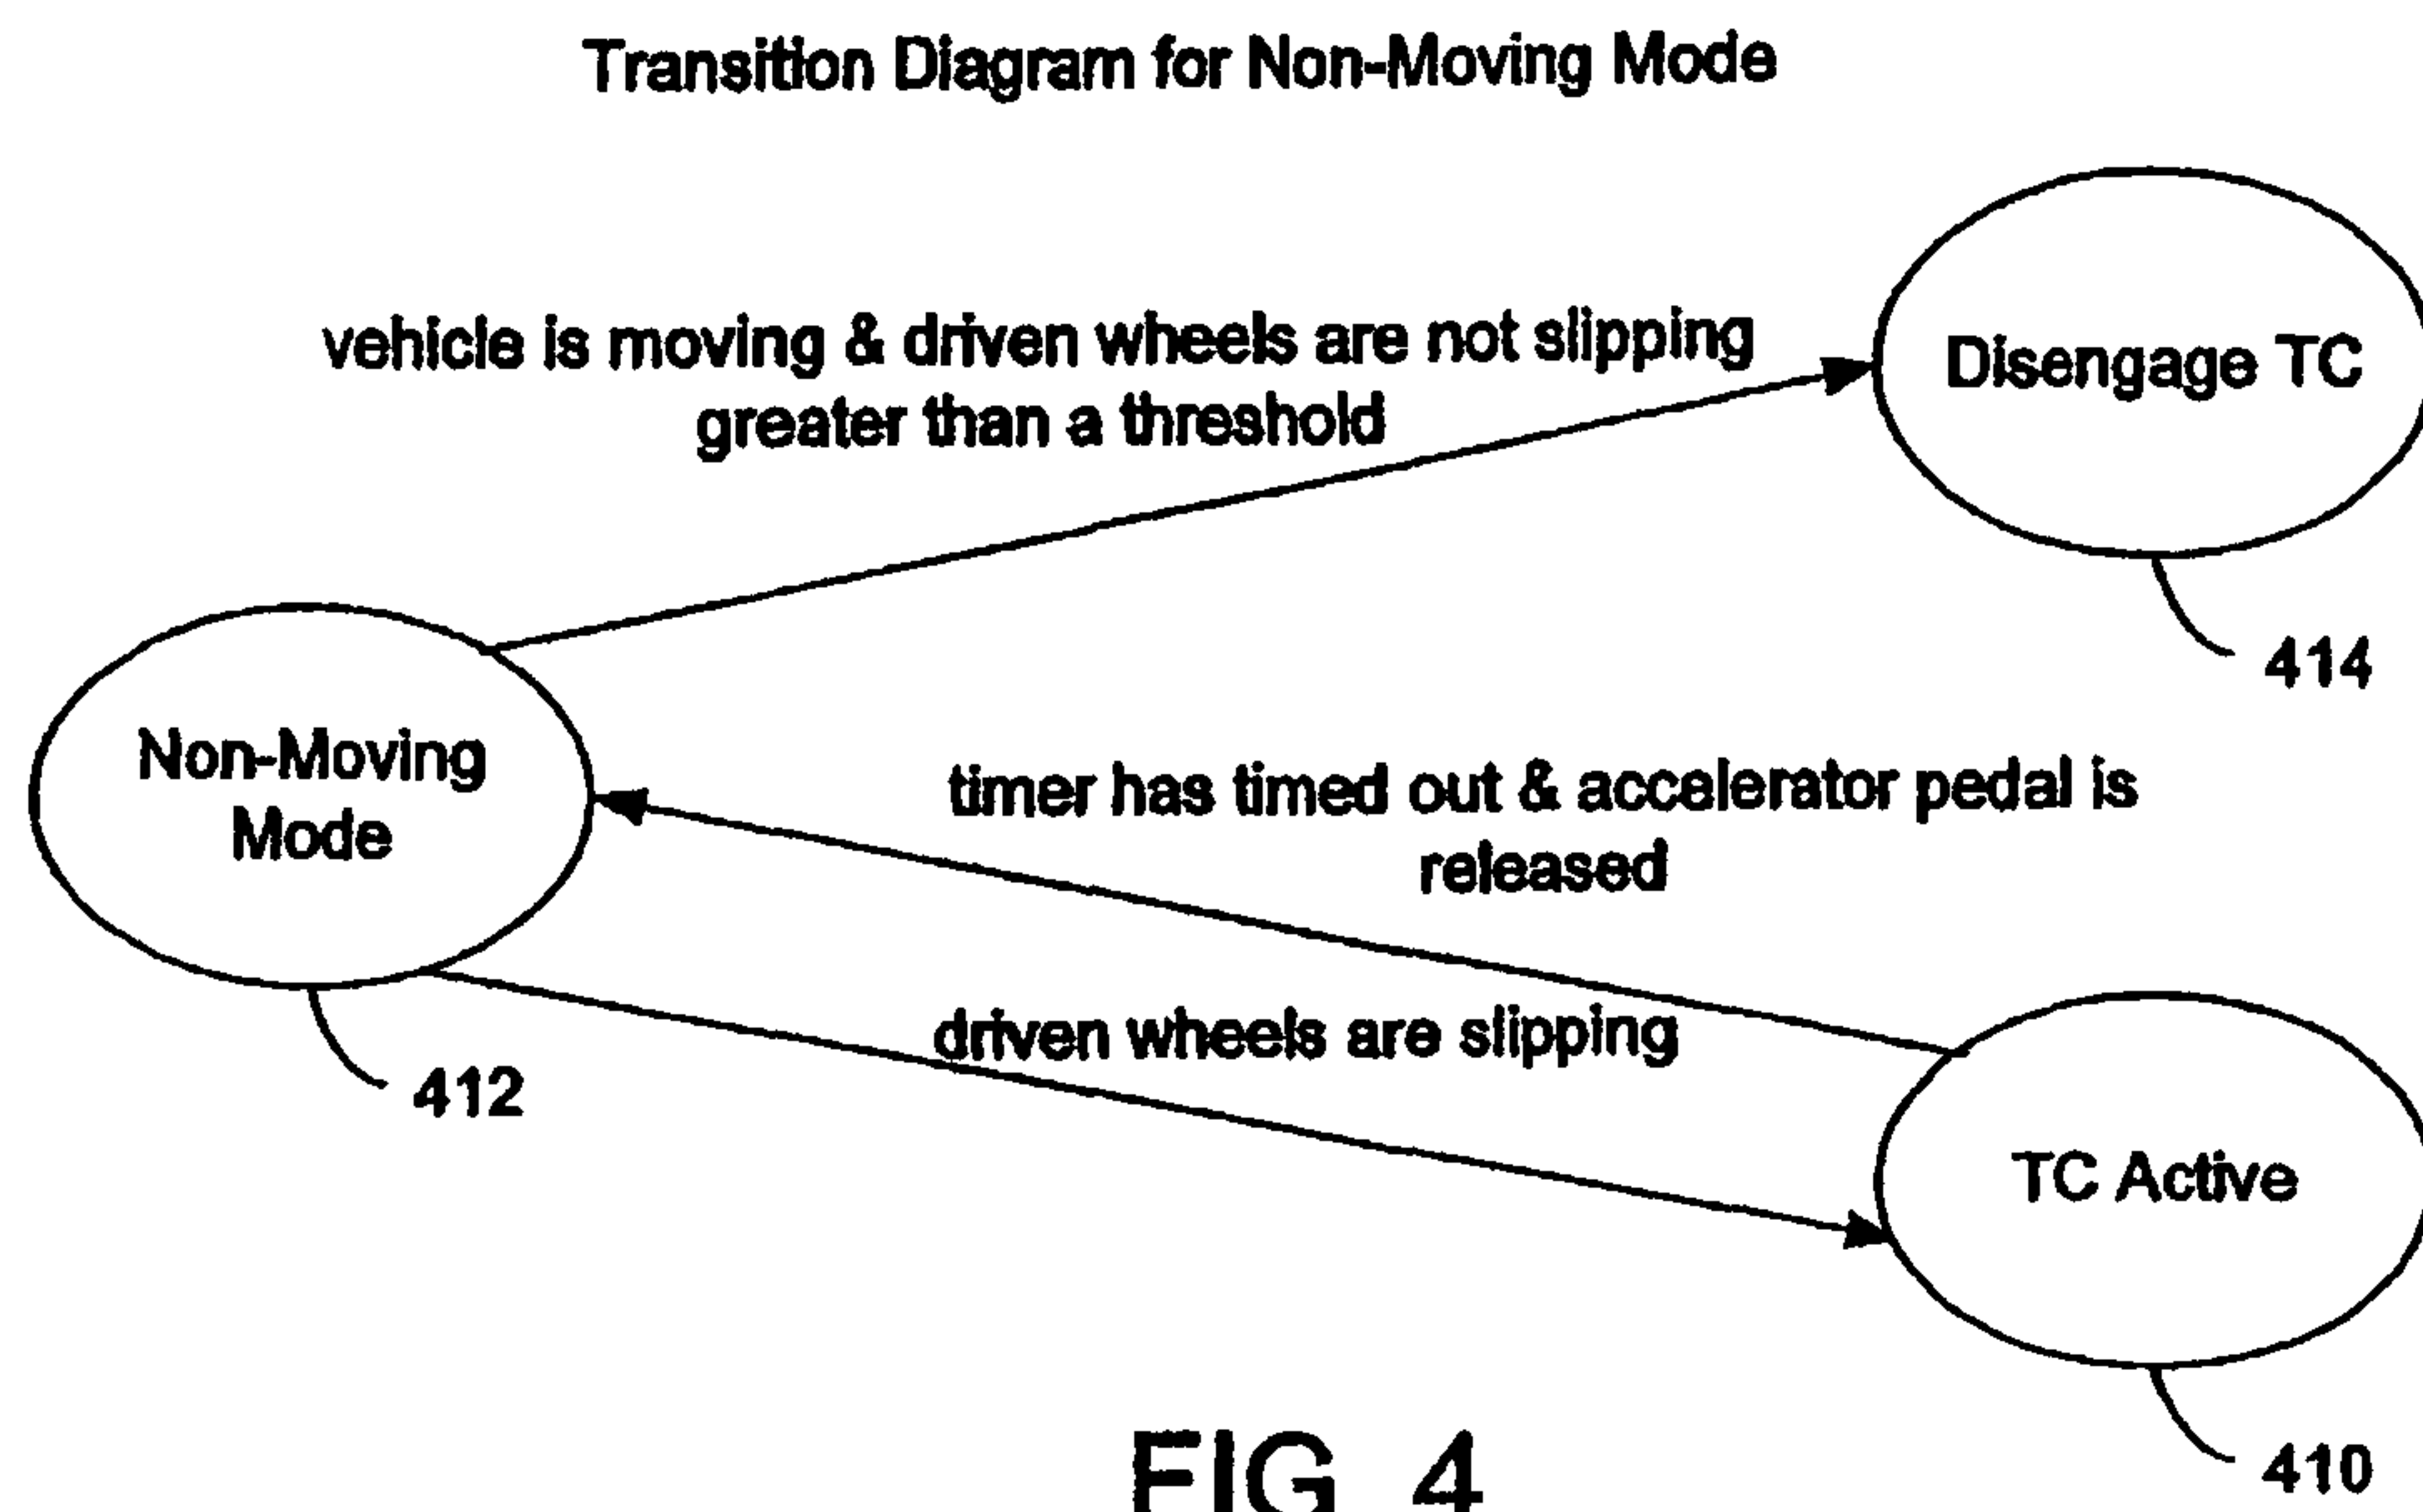 Transition Diagram for Non-Moving Mode
vehicle is moving & driven wheels are not slipping
greater than a threshold
Disengage TC
414
Non-Moving
Mode
412
timer has timed out & accelerator pedal is
released
driven wheels are slipping
TC Active
410
FIG 4